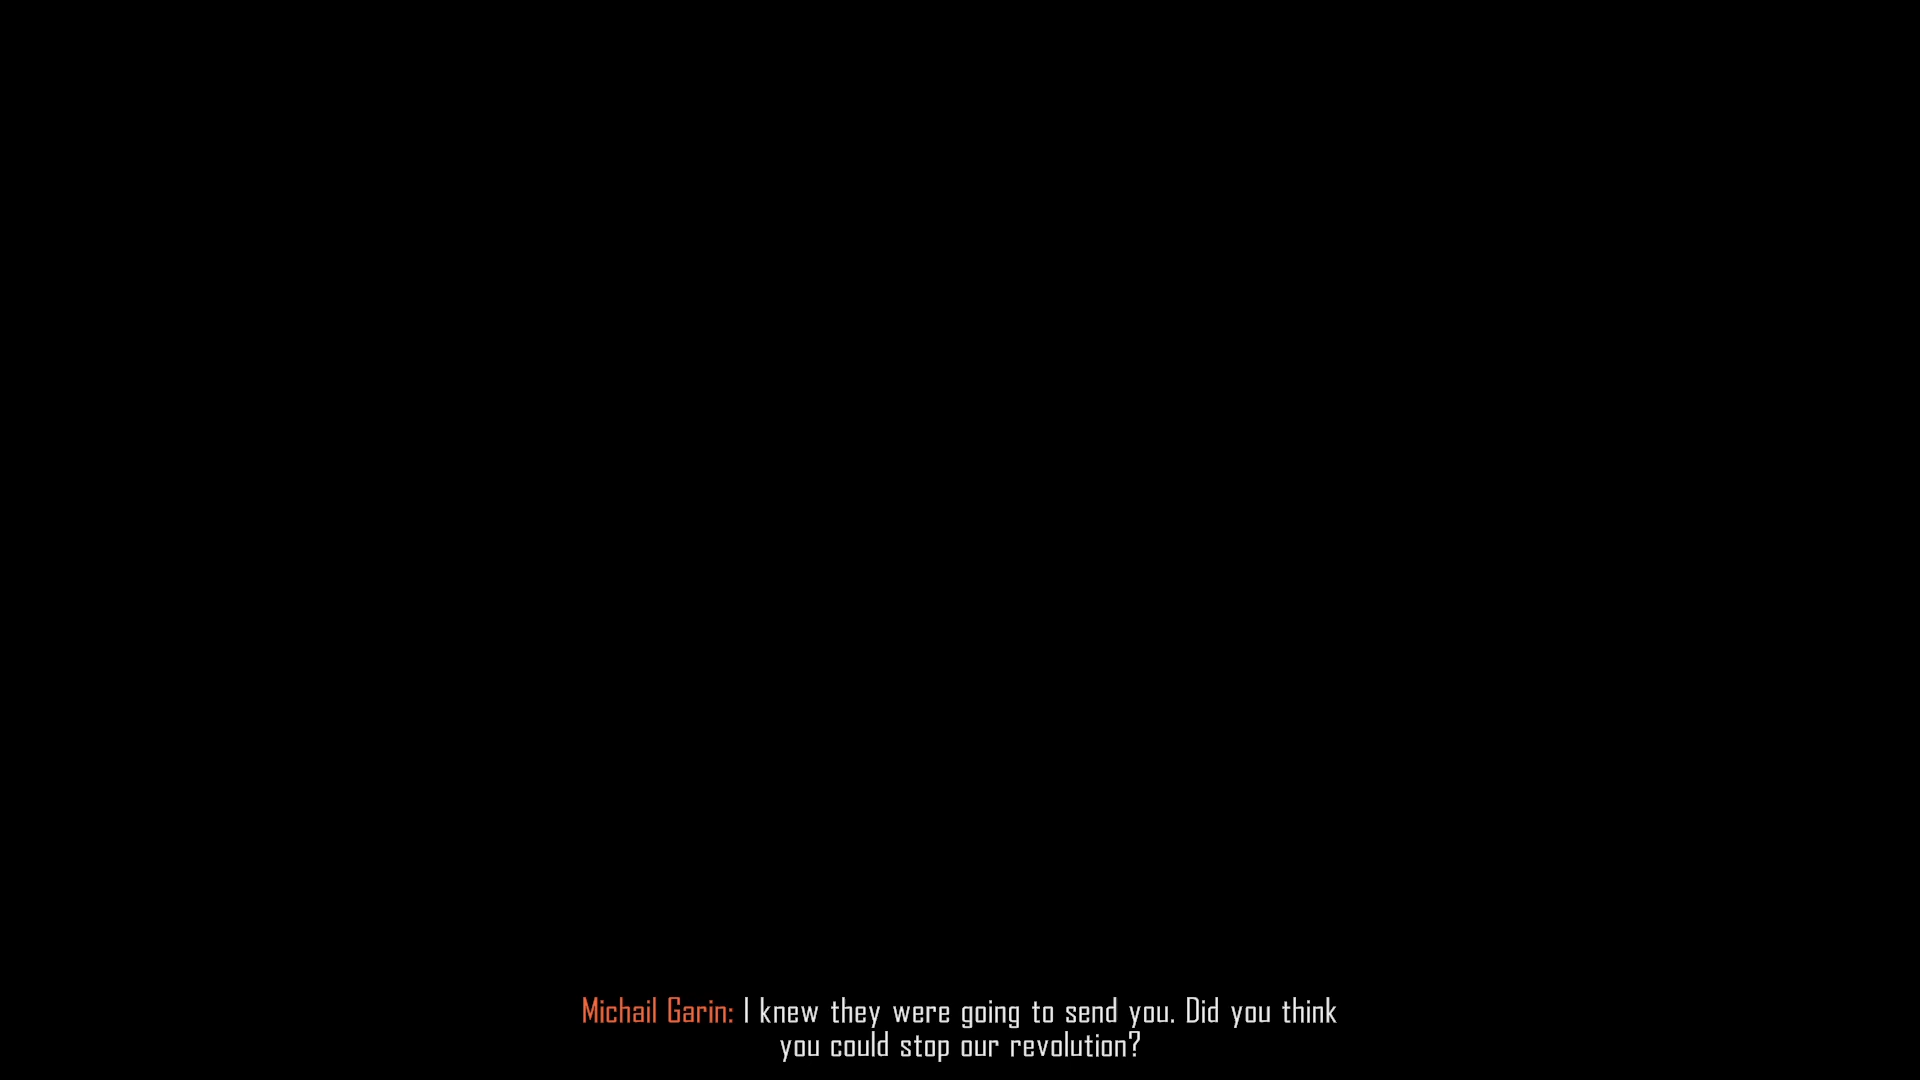 Michail Garin: I knew they were going to send you. Did you think
you could stop our revolution?